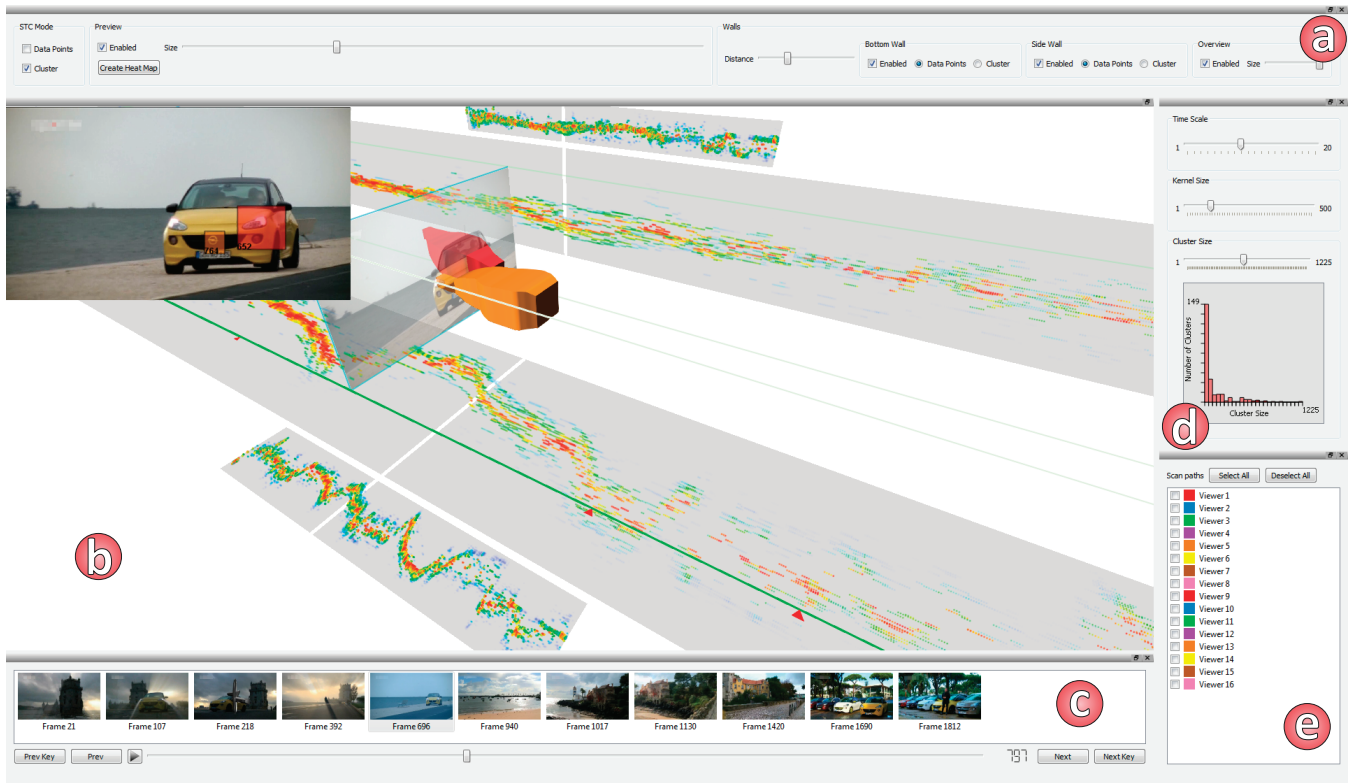 STC Mode
Data Points
Cluster
Preview
Enabled
Size
Create Heat Map
Walls
Distance
Bottom Wall
Enabled
Data Points
Cluster
Side Wall
Enabled
Data Points
Cluster
Overview
Enabled
Size
a
764
652
b
Time Scale
1
20
Kernel Size
1
500
Cluster Size
1
1225
149
Number of Clusters
Cluster Size
1225
d
Scan paths
Select All
Deselect All
Viewer 1
Viewer 2
Viewer 3
Viewer 4
Viewer 5
Viewer 6
Viewer 7
Viewer 8
Viewer 9
Viewer 10
Viewer 11
Viewer 12
Viewer 13
Viewer 14
Viewer 15
Viewer 16
e
Frame 21
Frame 107
Frame 218
Frame 392
Frame 696
Frame 940
Frame 1017
Frame 1130
Frame 1420
Frame 1690
Frame 1812
c
Prev Key
Prev
797
Next
Next Key